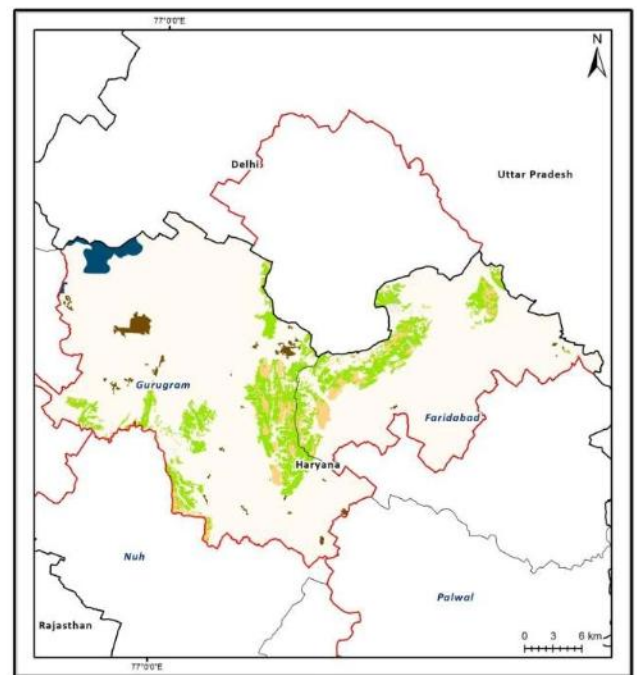 77°0'0"E
N
Delhi
Uttar Pradesh
Gurugram
Faridabad
Haryana
Nuh
Palwal
Rajasthan
0 3 6 km
77°0'0"E